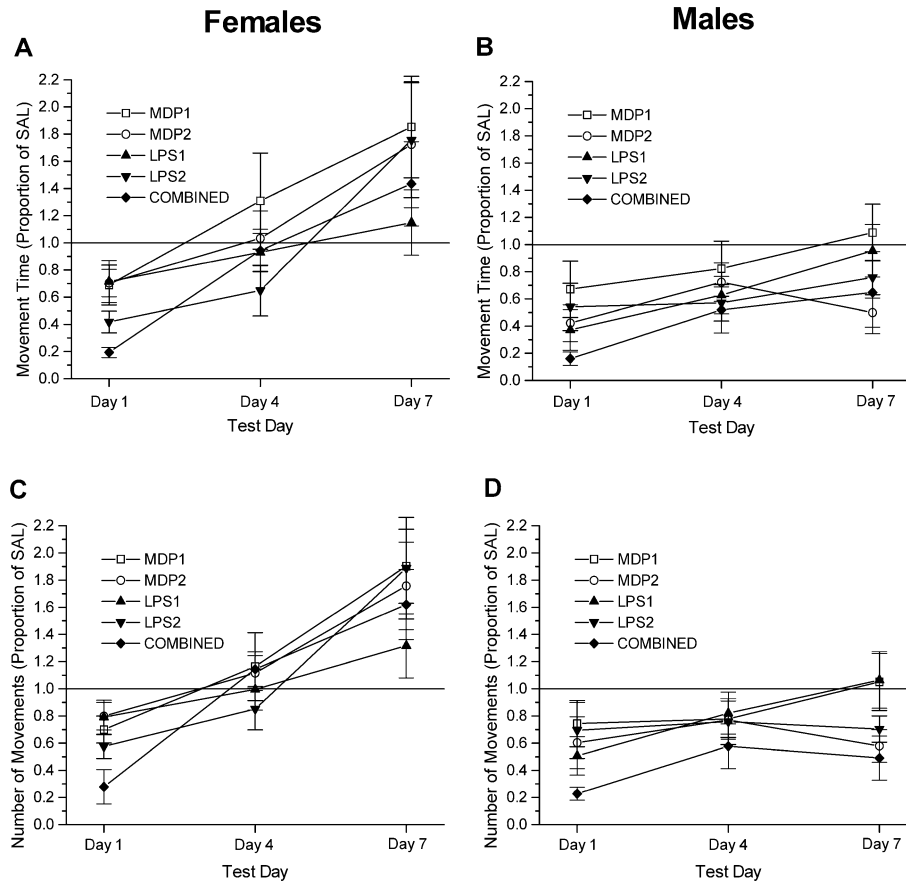 Females
Males
A
Movement Time (Proportion of SAL)
2.2
2.0
1.8
1.6
1.4
1.2
1.0
0.8
0.6
0.4
0.2
0.0
MDP1
MDP2
LPS1
LPS2
COMBINED
Day 1
Day 4
Day 7
Test Day
B
Movement Time (Proportion of SAL)
2.2
2.0
1.8
1.6
1.4
1.2
1.0
0.8
0.6
0.4
0.2
0.0
MDP1
MDP2
LPS1
LPS2
COMBINED
Day 1
Day 4
Day 7
Test Day
C
Number of Movements (Proportion of SAL)
2.2
2.0
1.8
1.6
1.4
1.2
1.0
0.8
0.6
0.4
0.2
0.0
MDP1
MDP2
LPS1
LPS2
COMBINED
Day 1
Day 4
Day 7
Test Day
D
Number of Movements (Proportion of SAL)
2.2
2.0
1.8
1.6
1.4
1.2
1.0
0.8
0.6
0.4
0.2
0.0
MDP1
MDP2
LPS1
LPS2
COMBINED
Day 1
Day 4
Day 7
Test Day